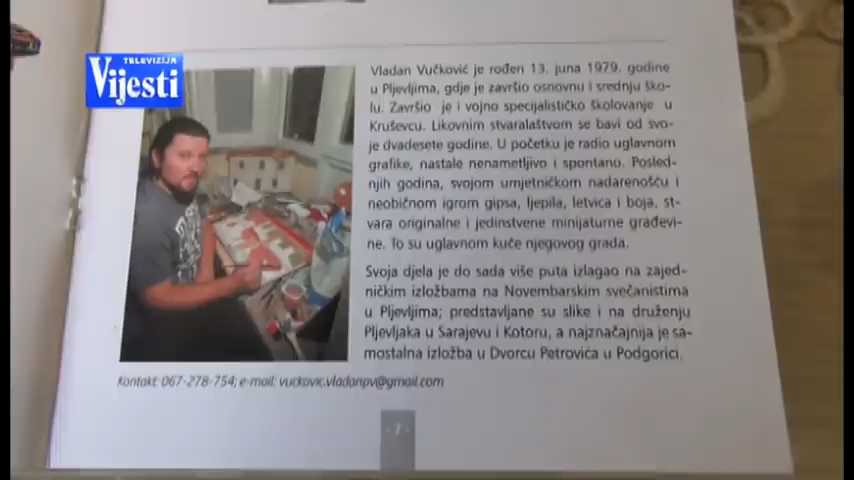 TELEVIZIJA
Vijesti
Vladan Vučković je rođen 13. juna 1979. godine
u Pljevljima, gdje je završio osnovnu i srednju ško-
lu. Završio je i vojno specijalističko školovanje u
Kruševcu. Likovnim stvaralaštvom se bavi od svo-
je dvadesete godine. U početku je radio uglavnom
grafike, nastale nenametljivo i spontano. Posled-
njih godina, svojom umjetničkom nadarenošću i
neobičnom igrom gipsa, ljepila, letvica i boja, st-
vara originalne i jedinstvene minijaturne građevi-
ne. To su uglavnom kuće njegovog grada.
Svoja djela je do sada više puta izlagao na zajed-
ničkim izložbama na Novembarskim svečanistima
u Pljevljima; predstavljane su slike i na druženju
Pljevljaka u Sarajevu i Kotoru, a najznačajnija je sa-
mostalna izložba u Dvorcu Petrovića u Podgorici.
Kontakt: 067-278-754; e-mail: vuckovic.vladanpv@gmail.com
- 7 -